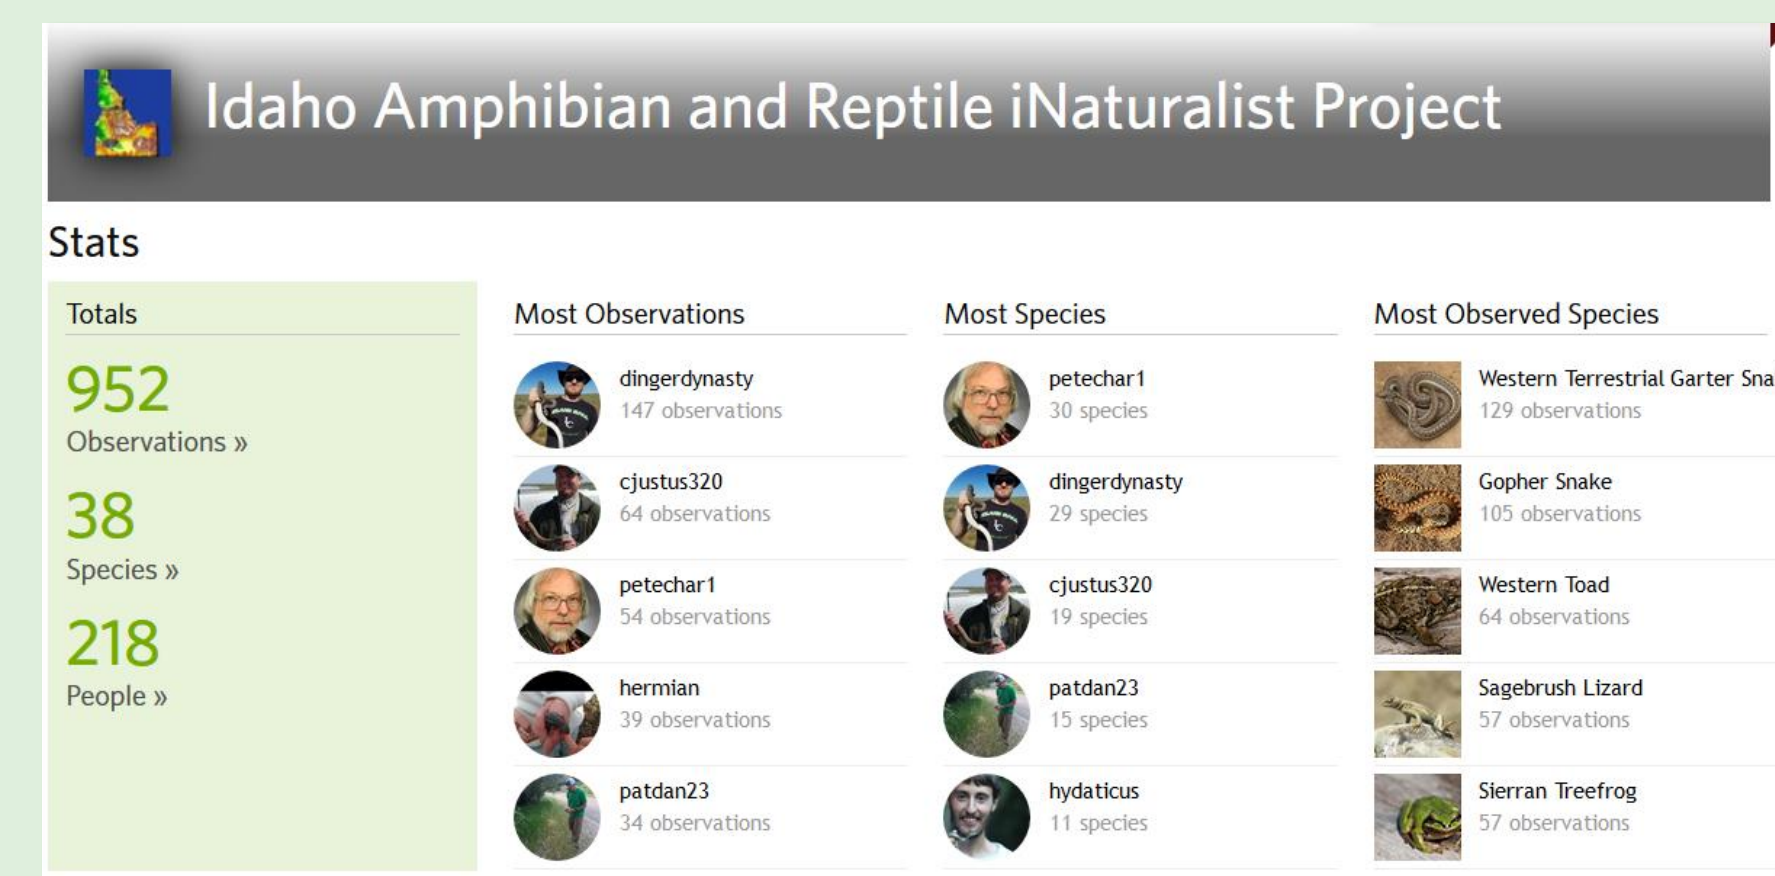 Idaho Amphibian and Reptile iNaturalist Project
Stats
Totals
952
Observations »
38
Species »
218
People »
Most Observations
dingerdynasty
147 observations
cjustus320
64 observations
petechar1
54 observations
hermian
39 observations
patdan23
34 observations
Most Species
petechar1
30 species
dingerdynasty
29 species
cjustus320
19 species
patdan23
15 species
hydaticus
11 species
Most Observed Species
Western Terrestrial Garter Sna
129 observations
Gopher Snake
105 observations
Western Toad
64 observations
Sagebrush Lizard
57 observations
Sierran Treefrog
57 observations